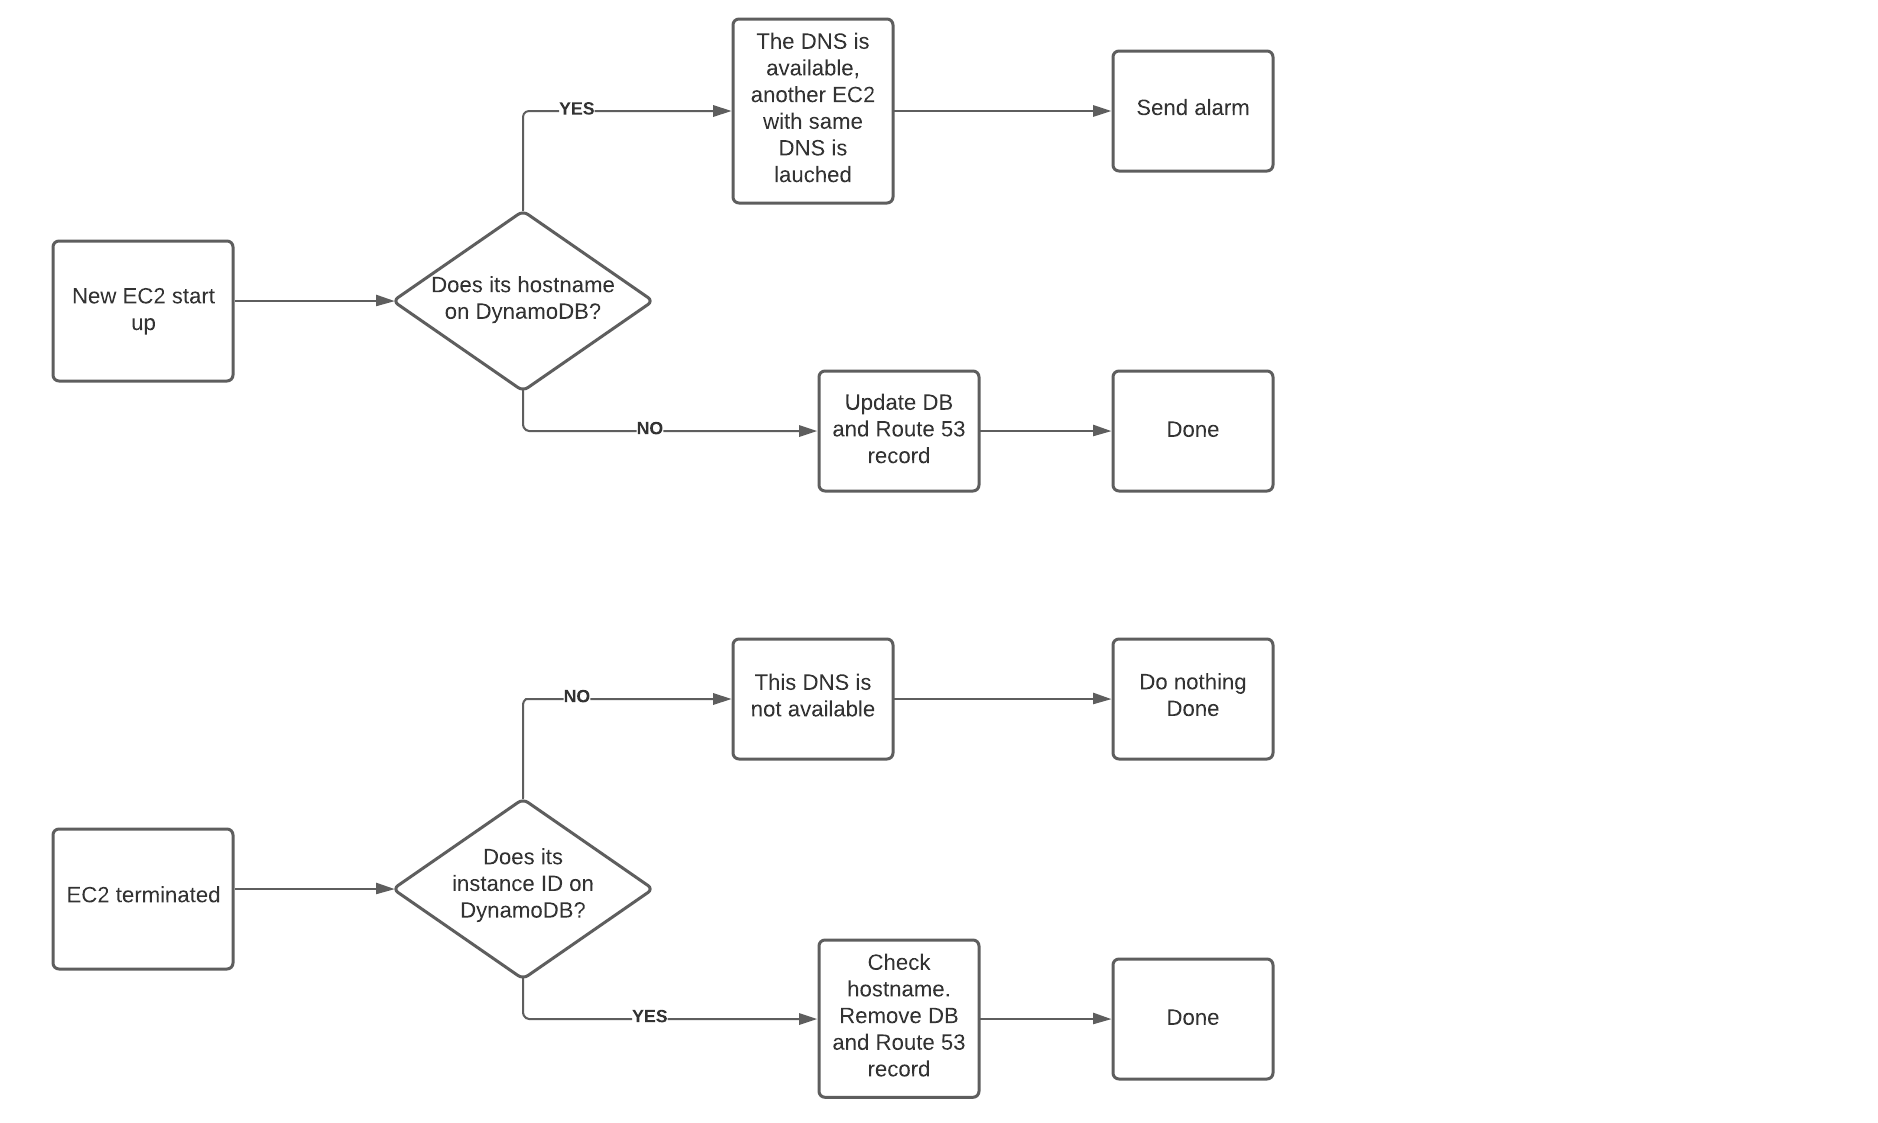 The DNS is
available,
another EC2
with same
DNS is
lauched
Send alarm
YES
New EC2 start
up
Does its hostname
on DynamoDB?
NO
Update DB
and Route 53
record
Done
This DNS is
not available
Do nothing
Done
NO
EC2 terminated
Does its
instance ID on
DynamoDB?
YES
Check
hostname.
Remove DB
and Route 53
record
Done